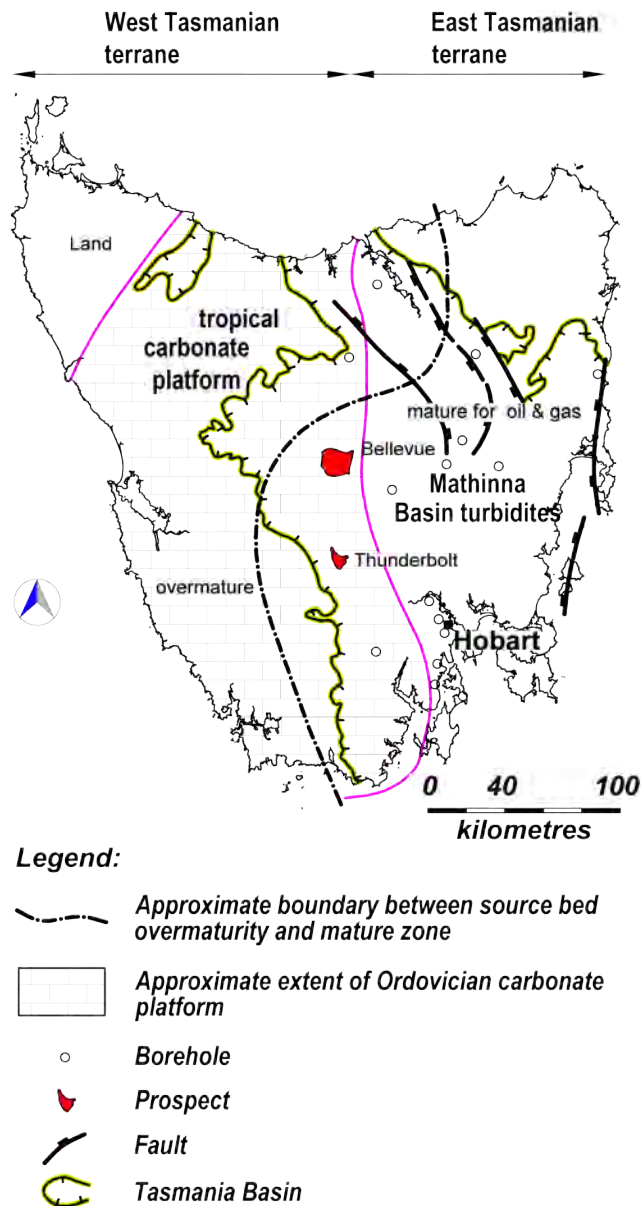 West Tasmanian
terrane
East Tasmanian
terrane
Land
tropical
carbonate
platform
mature for oil & gas
Bellevue
Mathinna
Basin turbidites
Thunderbolt
overmature
Hobart
0 40 100
kilometres
Legend:
Approximate boundary between source bed
overmaturity and mature zone
Approximate extent of Ordovician carbonate
platform
Borehole
Prospect
Fault
Tasmania Basin